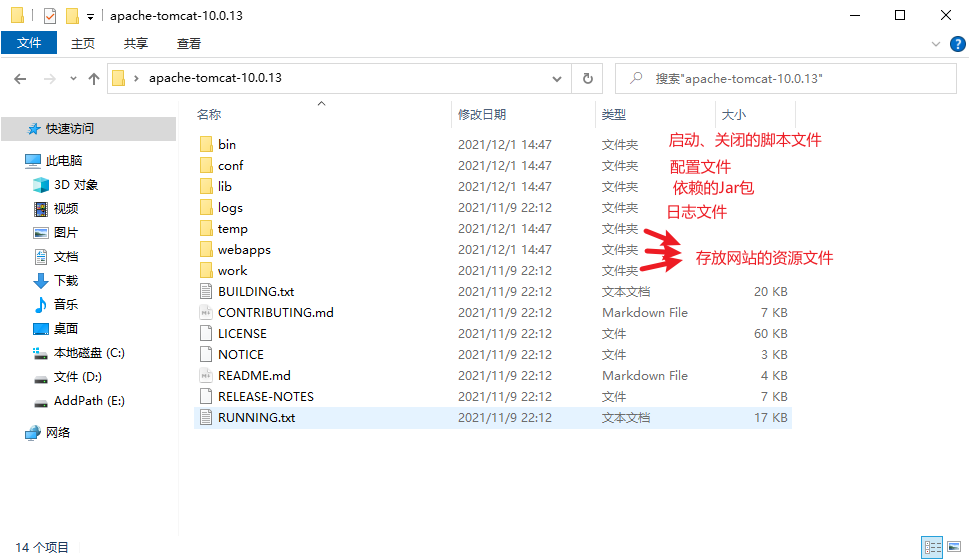 apache-tomcat-10.0.13
文件 主页 共享 查看
apache-tomcat-10.0.13 搜索"apache-tomcat-10.0.13"
名称 修改日期 类型 大小
快速访问
此电脑
3D 对象
视频
图片
文档
下载
音乐
桌面
本地磁盘 (C:)
文件 (D:)
AddPath (E:)
网络
bin 2021/12/1 14:47 文件夹 启动、关闭的脚本文件
conf 2021/12/1 14:47 文件夹 配置文件
lib 2021/12/1 14:47 文件夹 依赖的Jar包
logs 2021/11/9 22:12 文件夹 日志文件
temp 2021/12/1 14:47 文件夹
webapps 2021/12/1 14:47 文件夹 存放网站的资源文件
work 2021/11/9 22:12 文件夹
BUILDING.txt 2021/11/9 22:12 文本文档 20 KB
CONTRIBUTING.md 2021/11/9 22:12 Markdown File 7 KB
LICENSE 2021/11/9 22:12 文件 60 KB
NOTICE 2021/11/9 22:12 文件 3 KB
README.md 2021/11/9 22:12 Markdown File 4 KB
RELEASE-NOTES 2021/11/9 22:12 文件 7 KB
RUNNING.txt 2021/11/9 22:12 文本文档 17 KB
14 个项目